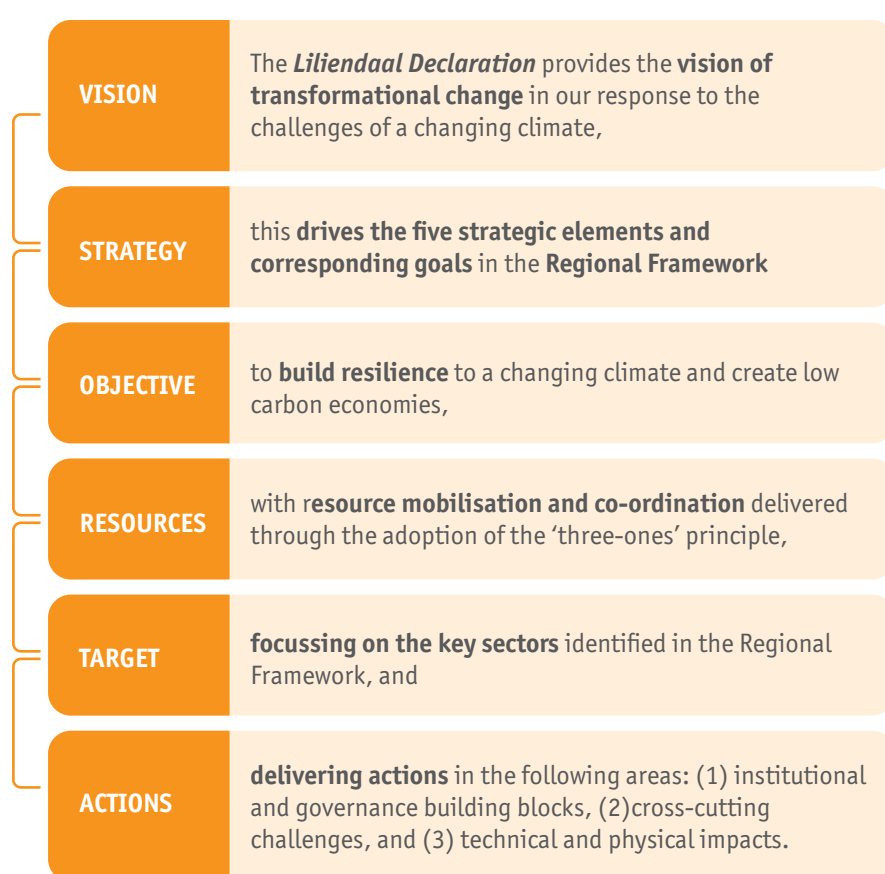 VISION
The Liliendaal Declaration provides the vision of
transformational change in our response to the
challenges of a changing climate,
STRATEGY
this drives the five strategic elements and
corresponding goals in the Regional Framework
OBJECTIVE
to build resilience to a changing climate and create low
carbon economies,
RESOURCES
with resource mobilisation and co-ordination delivered
through the adoption of the ‘three-ones’ principle,
TARGET
focussing on the key sectors identified in the Regional
Framework, and
ACTIONS
delivering actions in the following areas: (1) institutional
and governance building blocks, (2)cross-cutting
challenges, and (3) technical and physical impacts.